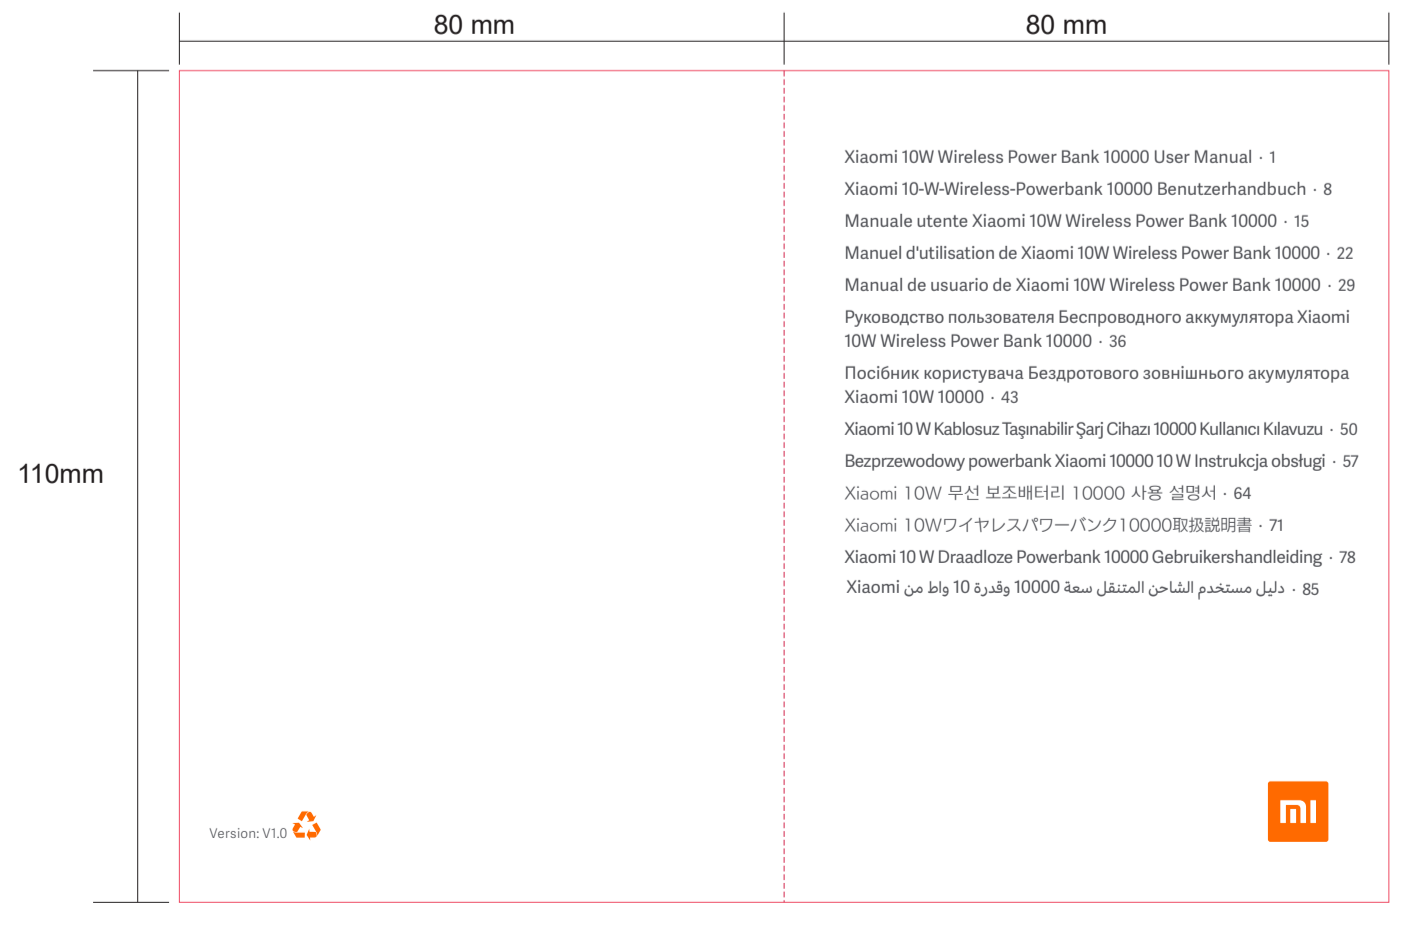 80 mm
80 mm
110mm
Xiaomi 10W Wireless Power Bank 10000 User Manual · 1
Xiaomi 10-W-Wireless-Powerbank 10000 Benutzerhandbuch · 8
Manuale utente Xiaomi 10W Wireless Power Bank 10000 · 15
Manuel d'utilisation de Xiaomi 10W Wireless Power Bank 10000 · 22
Manual de usuario de Xiaomi 10W Wireless Power Bank 10000 · 29
Руководство пользователя Беспроводного аккумулятора Xiaomi
10W Wireless Power Bank 10000 · 36
Посібник користувача Бездротового зовнішнього акумулятора
Xiaomi 10W 10000 · 43
Xiaomi 10 W Kablosuz Taşınabilir Şarj Cihazı 10000 Kullanıcı Kılavuzu · 50
Bezprzewodowy powerbank Xiaomi 10000 10 W Instrukcja obsługi · 57
Xiaomi 10W 무선 보조배터리 10000 사용 설명서 · 64
Xiaomi 10Wワイヤレスパワーバンク10000取扱説明書 · 71
Xiaomi 10 W Draadloze Powerbank 10000 Gebruikershandleiding · 78
دليل مستخدم الشاحن المتنقل سعة 10000 وقدرة 10 واط من Xiaomi · 85
Version: V1.0
mi